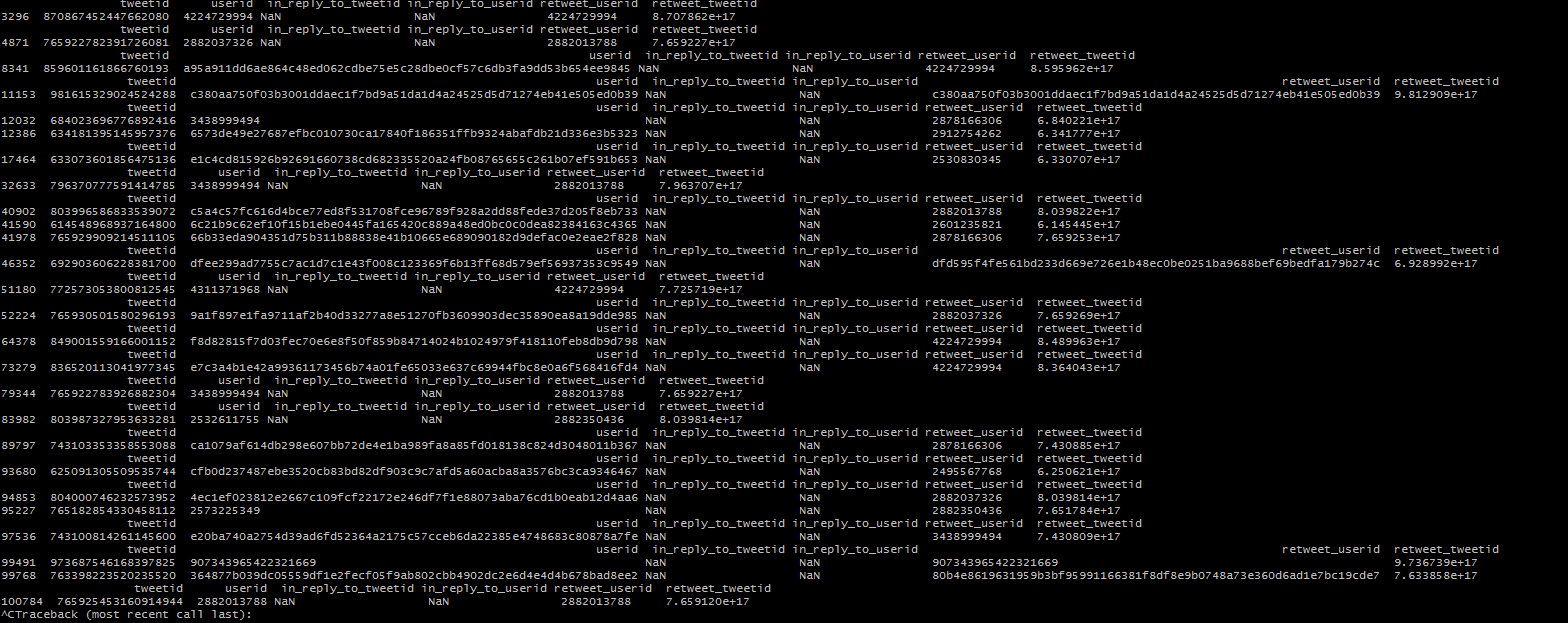 tweetid userid in_reply_to_tweetid in_reply_to_userid retweet_userid retweet_tweetid
3296 870867452447662080 4224729994 NaN NaN 4224729994 8.707862e+17
tweetid userid in_reply_to_tweetid in_reply_to_userid retweet_userid retweet_tweetid
4871 765922782391726081 2882037326 NaN NaN 2882013788 7.659227e+17
tweetid userid in_reply_to_tweetid in_reply_to_userid retweet_userid retweet_tweetid
8341 859601161866760193 a95a911dd6ae864c48ed062cdbe75e5c28dbe0cf57c6db3fa9dd53b654ee9845 NaN NaN 4224729994 8.595962e+17
tweetid userid in_reply_to_tweetid in_reply_to_userid retweet_userid retweet_tweetid
11153 981615329024524288 c380aa750f03b3001ddaec1f7bd9a51da1d4a24525d5d71274eb41e505ed0b39 NaN NaN c380aa750f03b3001ddaec1f7bd9a51da1d4a24525d5d71274eb41e505ed0b39 9.812909e+17
tweetid userid in_reply_to_tweetid in_reply_to_userid retweet_userid retweet_tweetid
12032 684023696776892416 3438999494 NaN NaN 2878166306 6.840221e+17
12386 634181395145957376 6573de49e27687efbc010730ca17840f186351ffb9324abafdb21d336e3b5323 NaN NaN 2912754262 6.341777e+17
tweetid userid in_reply_to_tweetid in_reply_to_userid retweet_userid retweet_tweetid
17464 633073601856475136 e1c4cd815926b92691660738cd682335520a24fb08765655c261b07ef591b653 NaN NaN 2530830345 6.330707e+17
tweetid userid in_reply_to_tweetid in_reply_to_userid retweet_userid retweet_tweetid
32633 796370777591414785 3438999494 NaN NaN 2882013788 7.963707e+17
tweetid userid in_reply_to_tweetid in_reply_to_userid retweet_userid retweet_tweetid
40902 803996586833539072 c5a4c57fc616d4bce77ed8f531708fce96789f928a2dd88fede37d205f8eb733 NaN NaN 2882013788 8.039822e+17
41590 614548968937164800 6c21b9c62ef10f15b1ebe0445fa165420c889a48ed0bc0c0dea82384163c4365 NaN NaN 2601235821 6.145445e+17
41978 765929909214511105 66b33eda904351d75b311b88838e41b10665e689090182d9defac0e2eae2f828 NaN NaN 2878166306 7.659253e+17
tweetid userid in_reply_to_tweetid in_reply_to_userid retweet_userid retweet_tweetid
46352 692903606228381700 dfee299ad7755c7ac1d7c1e43f008c123369f6b13ff68d579ef56937353c9549 NaN NaN dfd595f4fe561bd233d669e726e1b48ec0be0251ba9688bef69bedfa179b274c 6.928992e+17
tweetid userid in_reply_to_tweetid in_reply_to_userid retweet_userid retweet_tweetid
51180 772573053800812545 4311371968 NaN NaN 4224729994 7.725719e+17
tweetid userid in_reply_to_tweetid in_reply_to_userid retweet_userid retweet_tweetid
52224 765930501580296193 9a1f897e1fa9711af2b40d33277a8e51270fb3609903dec35890ea8a19dde985 NaN NaN 2882037326 7.659269e+17
tweetid userid in_reply_to_tweetid in_reply_to_userid retweet_userid retweet_tweetid
64378 849001559166001152 f8d82815f7d03fec70e6e8f50f859b84714024b1024979f418110feb8db9d798 NaN NaN 4224729994 8.489963e+17
tweetid userid in_reply_to_tweetid in_reply_to_userid retweet_userid retweet_tweetid
73279 836520113041977345 e7c3a4b1e42a99361173456b74a01fe65033e637c69944fbc8e0a6f568416fd4 NaN NaN 4224729994 8.364043e+17
tweetid userid in_reply_to_tweetid in_reply_to_userid retweet_userid retweet_tweetid
79344 765922783926882304 3438999494 NaN NaN 2882013788 7.659227e+17
tweetid userid in_reply_to_tweetid in_reply_to_userid retweet_userid retweet_tweetid
83982 803987327953633281 2532611755 NaN NaN 2882350436 8.039814e+17
tweetid userid in_reply_to_tweetid in_reply_to_userid retweet_userid retweet_tweetid
89797 743103353358553088 ca1079af614db298e607bb72de4e1ba989fa8a85fd018138c824d3048011b367 NaN NaN 2878166306 7.430885e+17
tweetid userid in_reply_to_tweetid in_reply_to_userid retweet_userid retweet_tweetid
93680 625091305509535744 cfb0d237487ebe3520cb83bd82df903c9c7afd5a60acba8a3576bc3ca9346467 NaN NaN 2495567768 6.250621e+17
tweetid userid in_reply_to_tweetid in_reply_to_userid retweet_userid retweet_tweetid
94853 804000746232573952 4ec1ef023812e2667c109fcf22172e246df7f1e88073aba76cd1b0eab12d4aa6 NaN NaN 2882037326 8.039814e+17
95227 765182854330458112 2573225349 NaN NaN 2882350436 7.651784e+17
tweetid userid in_reply_to_tweetid in_reply_to_userid retweet_userid retweet_tweetid
97536 743100814261145600 e20ba740a2754d39ad6fd52364a2175c57cceb6da22385e4748683c80878a7fe NaN NaN 3438999494 7.430809e+17
tweetid userid in_reply_to_tweetid in_reply_to_userid retweet_userid retweet_tweetid
99491 973687546168397825 907343965422321669 NaN NaN 907343965422321669 9.736739e+17
99768 763398223520235520 364877b039dc05559df1e2fecf05f9ab802cbb4902dc2e6d4e4d4b678bad8ee2 NaN NaN 80b4e8619631959b3bf95991166381f8df8e9b0748a73e360d6ad1e7bc19cde7 7.633858e+17
tweetid userid in_reply_to_tweetid in_reply_to_userid retweet_userid retweet_tweetid
100784 765925453160914944 2882013788 NaN NaN 2882013788 7.659120e+17
^CTraceback (most recent call last):